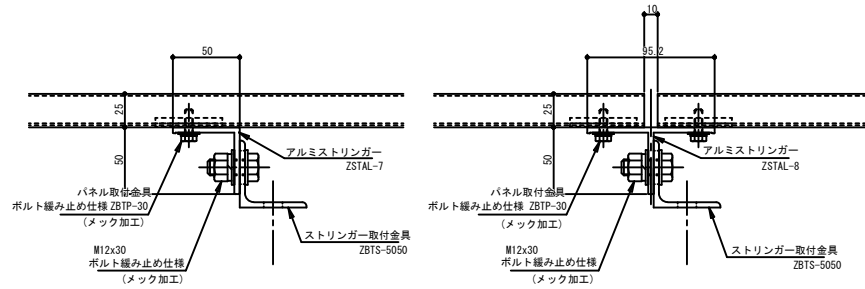 50
25
50
アルミストリンガー
ZSTAL-7
パネル取付金具
ボルト緩み止め仕様 ZBTP-30
(メック加工)
M12x30
ボルト緩み止め仕様
(メック加工)
ストリンガー取付金具
ZBTS-5050
10
95.2
25
50
アルミストリンガー
ZSTAL-8
パネル取付金具
ボルト緩み止め仕様 ZBTP-30
(メック加工)
M12x30
ボルト緩み止め仕様
(メック加工)
ストリンガー取付金具
ZBTS-5050